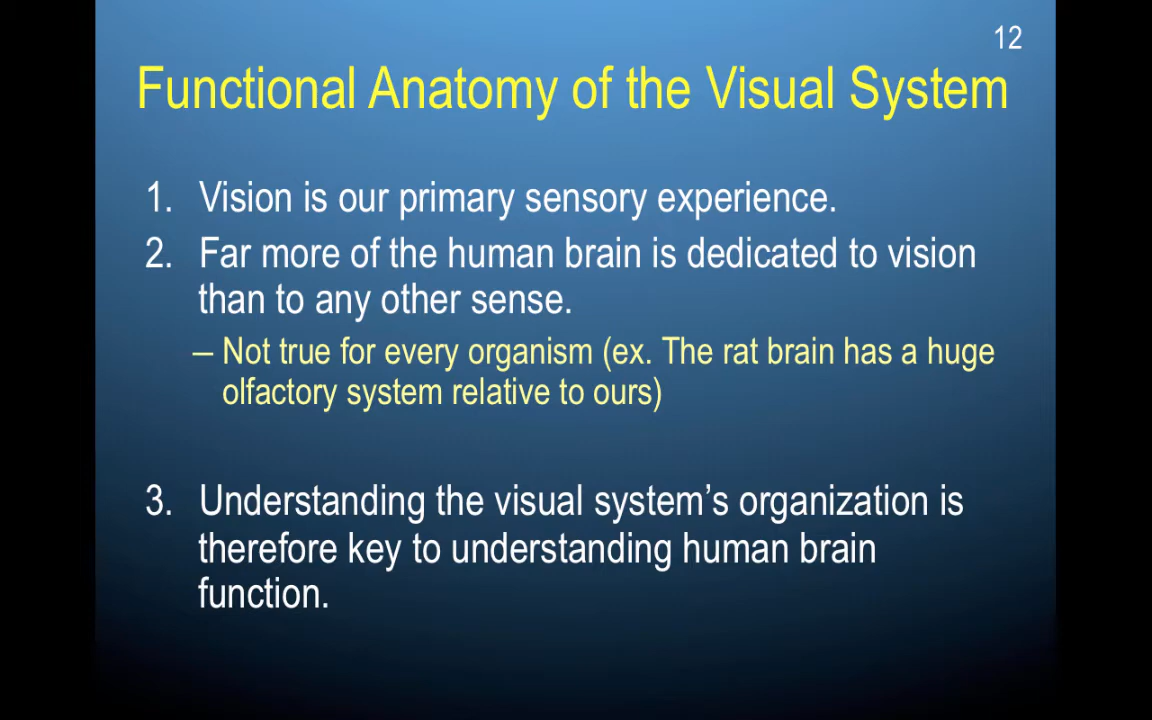 12
Functional Anatomy of the Visual System
1. Vision is our primary sensory experience.
2. Far more of the human brain is dedicated to vision
than to any other sense.
– Not true for every organism (ex. The rat brain has a huge
olfactory system relative to ours)
3. Understanding the visual system’s organization is
therefore key to understanding human brain
function.